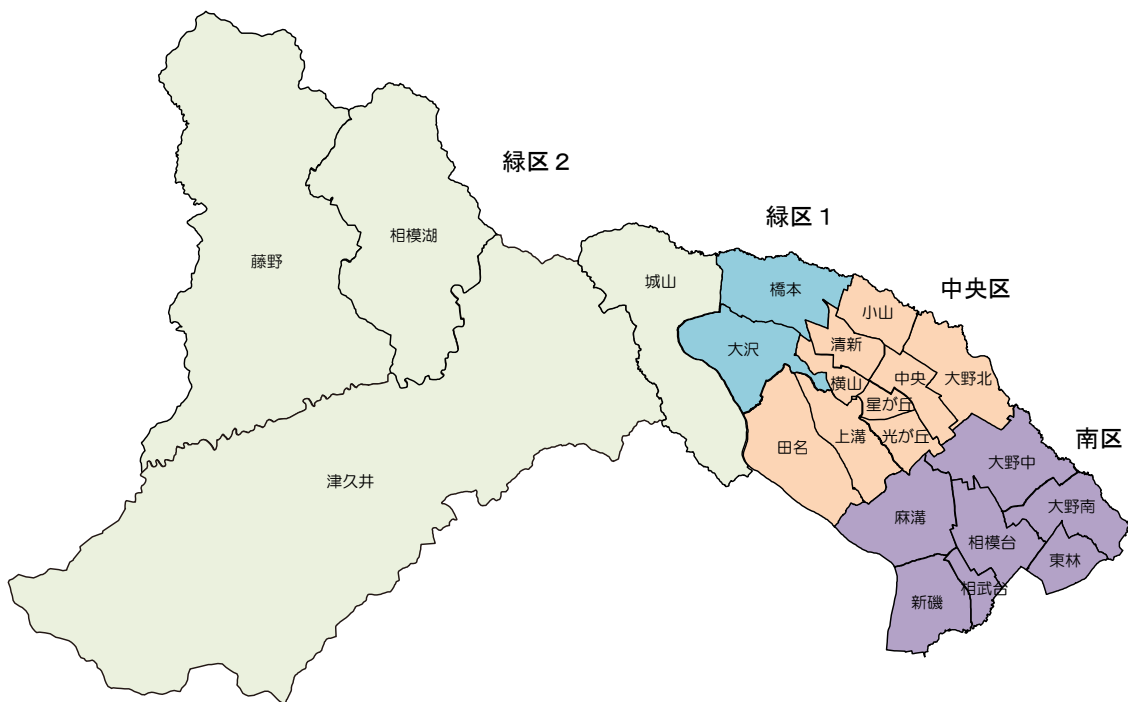 緑区２
緑区１
相模湖
藤野
城山
橋本
中央区
小山
大沢
清新
中央
大野北
横山
星が丘
田名
上溝
光が丘
南区
大野中
津久井
麻溝
大野南
相模台
東林
新磯
相武台